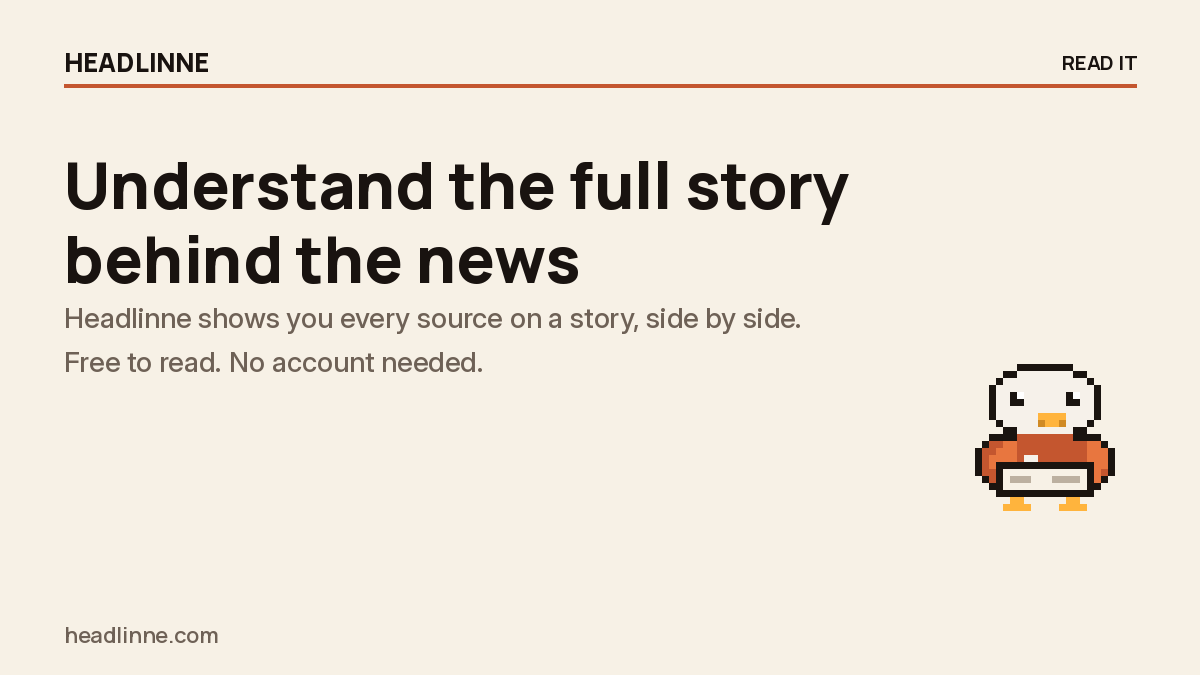 HEADLINNE
READ IT
Understand the full story
behind the news
Headlinne shows you every source on a story, side by side.
Free to read. No account needed.
headlinne.com